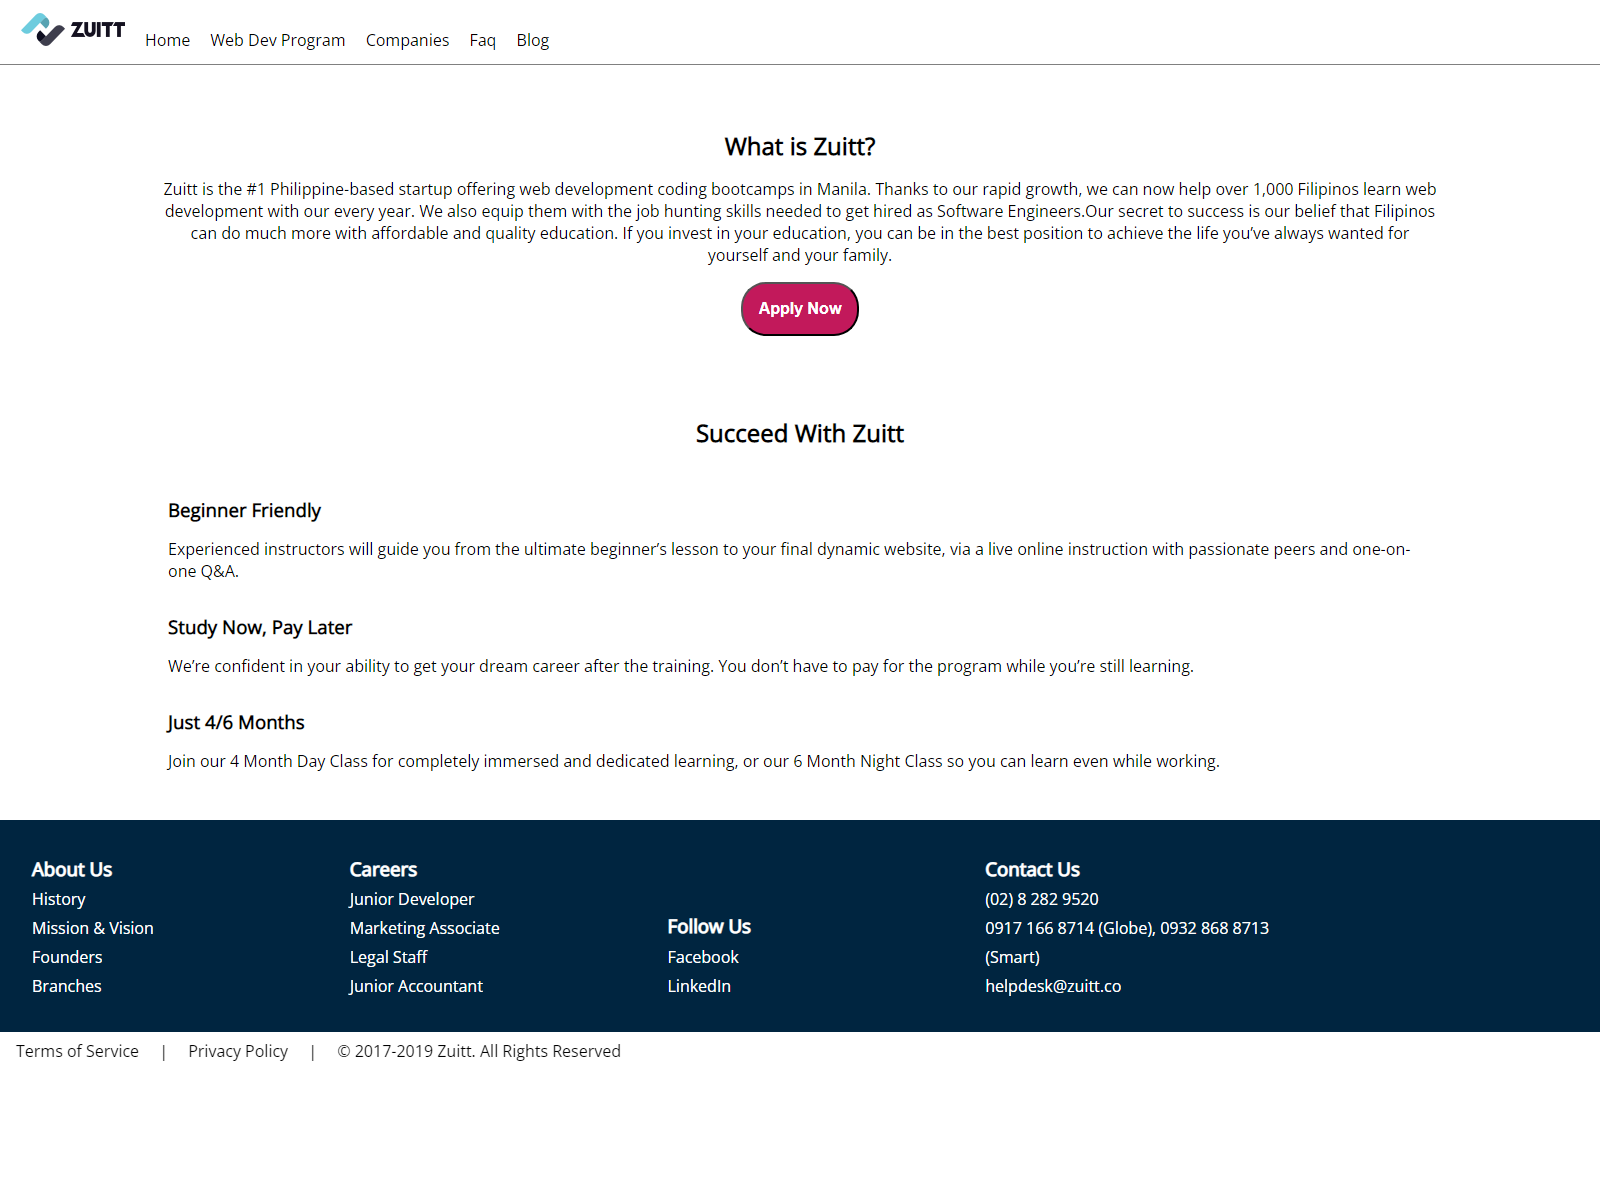 ZUITT
Home Web Dev Program Companies Faq Blog
What is Zuitt?
Zuitt is the #1 Philippine-based startup offering web development coding bootcamps in Manila. Thanks to our rapid growth, we can now help over 1,000 Filipinos learn web
development with our every year. We also equip them with the job hunting skills needed to get hired as Software Engineers.Our secret to success is our belief that Filipinos
can do much more with affordable and quality education. If you invest in your education, you can be in the best position to achieve the life you’ve always wanted for
yourself and your family.
Apply Now
Succeed With Zuitt
Beginner Friendly
Experienced instructors will guide you from the ultimate beginner’s lesson to your final dynamic website, via a live online instruction with passionate peers and one-on-
one Q&A.
Study Now, Pay Later
We’re confident in your ability to get your dream career after the training. You don’t have to pay for the program while you’re still learning.
Just 4/6 Months
Join our 4 Month Day Class for completely immersed and dedicated learning, or our 6 Month Night Class so you can learn even while working.
About Us
History
Mission & Vision
Founders
Branches
Careers
Junior Developer
Marketing Associate
Legal Staff
Junior Accountant
Follow Us
Facebook
LinkedIn
Contact Us
(02) 8 282 9520
0917 166 8714 (Globe), 0932 868 8713
(Smart)
helpdesk@zuitt.co
Terms of Service | Privacy Policy | © 2017-2019 Zuitt. All Rights Reserved